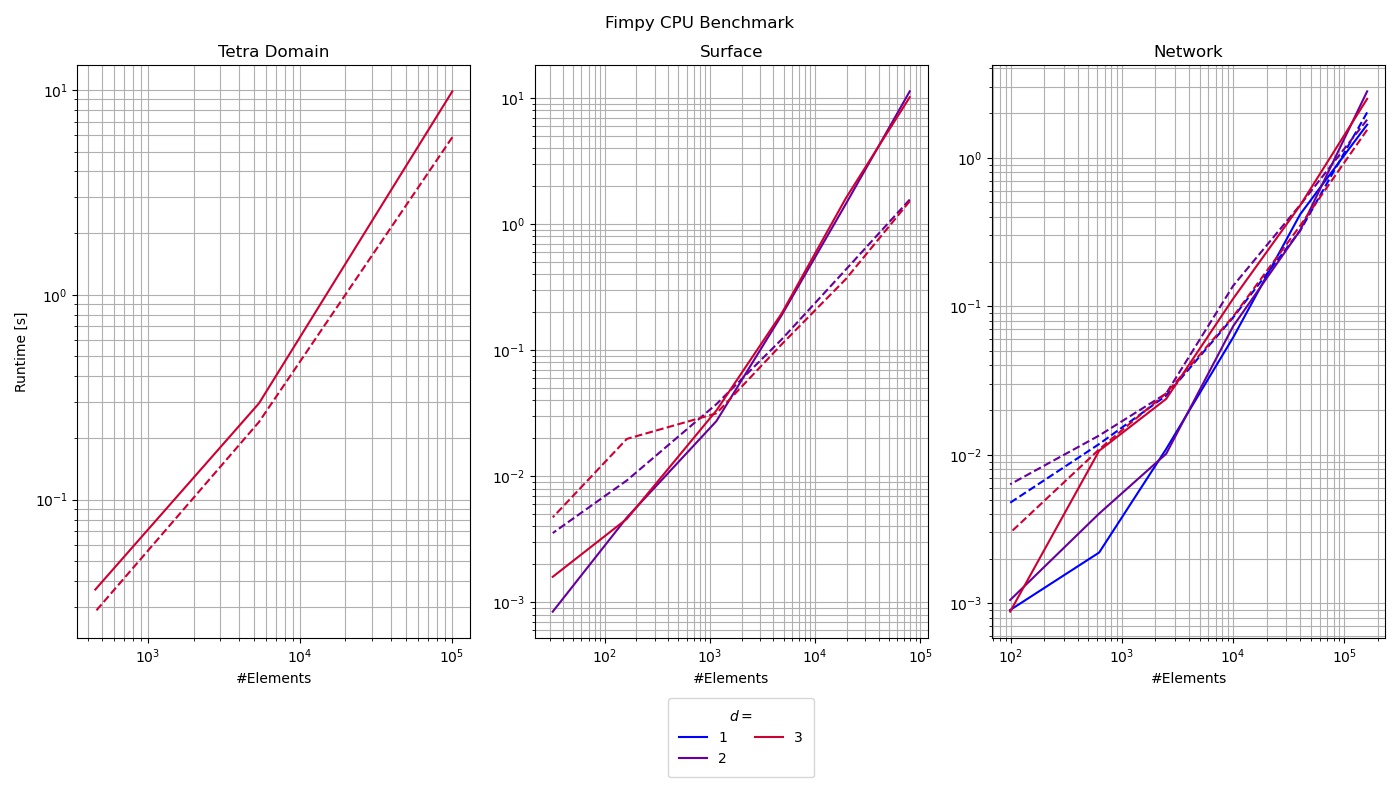 Fimpy CPU Benchmark
Tetra Domain
Surface
Network
Runtime [s]
10¹
10⁰
10⁻¹
10³
10⁴
10⁵
#Elements
10¹
10⁰
10⁻¹
10⁻²
10⁻³
10²
10³
10⁴
10⁵
#Elements
10⁰
10⁻¹
10⁻²
10⁻³
10²
10³
10⁴
10⁵
#Elements
d =
1
2
3